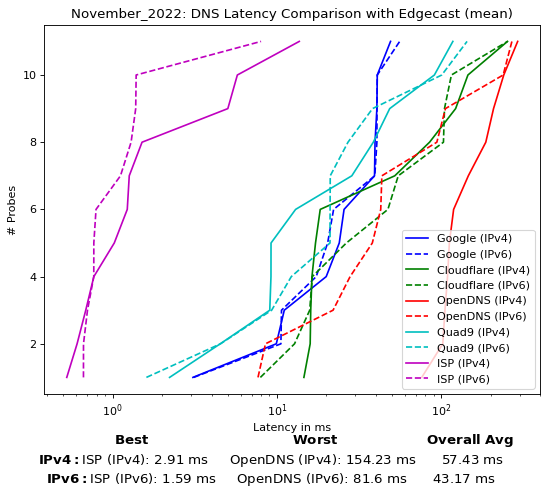 November_2022: DNS Latency Comparison with Edgecast (mean)
# Probes
10
8
6
4
2
10⁰
10¹
10²
Latency in ms
Google (IPv4)
Google (IPv6)
Cloudflare (IPv4)
Cloudflare (IPv6)
OpenDNS (IPv4)
OpenDNS (IPv6)
Quad9 (IPv4)
Quad9 (IPv6)
ISP (IPv4)
ISP (IPv6)
Best Worst Overall Avg
IPv4: ISP (IPv4): 2.91 ms OpenDNS (IPv4): 154.23 ms 57.43 ms
IPv6: ISP (IPv6): 1.59 ms OpenDNS (IPv6): 81.6 ms 43.17 ms